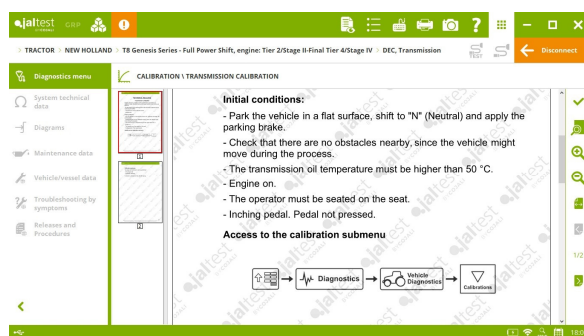 jaltest GBR
> TRACTOR > NEW HOLLAND > T8 Genesis Series - Full Power Shift, engine: Tier 2/Stage II-Final Tier 4/Stage IV > DEC, Transmission
TEST
Disconnect
Diagnostics menu
CALIBRATION \ TRANSMISSION CALIBRATION
System technical
data
Diagrams
Maintenance data
Vehicle/vessel data
Troubleshooting by
symptoms
Releases and
Procedures
1
2
Initial conditions:
- Park the vehicle in a flat surface, shift to "N" (Neutral) and apply the
parking brake.
- Check that there are no obstacles nearby, since the vehicle might
move during the process.
- The transmission oil temperature must be higher than 50 °C.
- Engine on.
- The operator must be seated on the seat.
- Inching pedal. Pedal not pressed.
Access to the calibration submenu
Diagnostics
Vehicle
Diagnostics
Calibrations
1/2